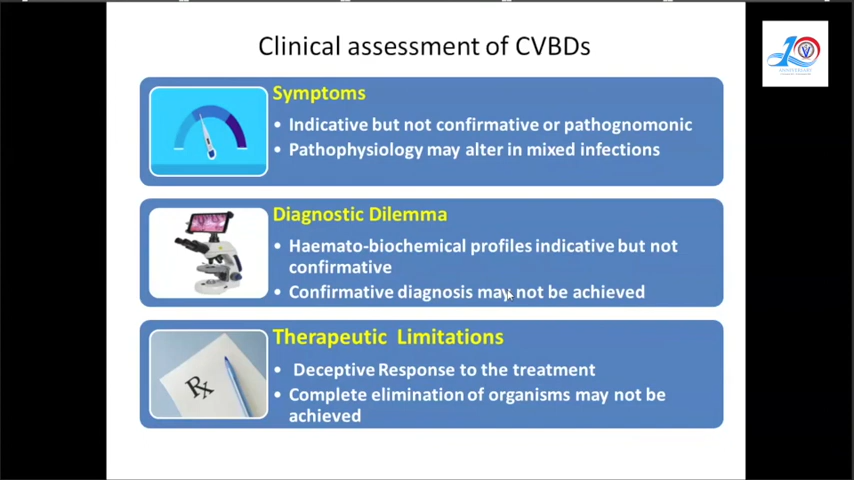 Clinical assessment of CVBDs
Symptoms
• Indicative but not confirmative or pathognomonic
• Pathophysiology may alter in mixed infections
Diagnostic Dilemma
• Haemato-biochemical profiles indicative but not
confirmative
• Confirmative diagnosis may not be achieved
Therapeutic Limitations
• Deceptive Response to the treatment
• Complete elimination of organisms may not be
achieved
Rx
10
ANNIVERSARY